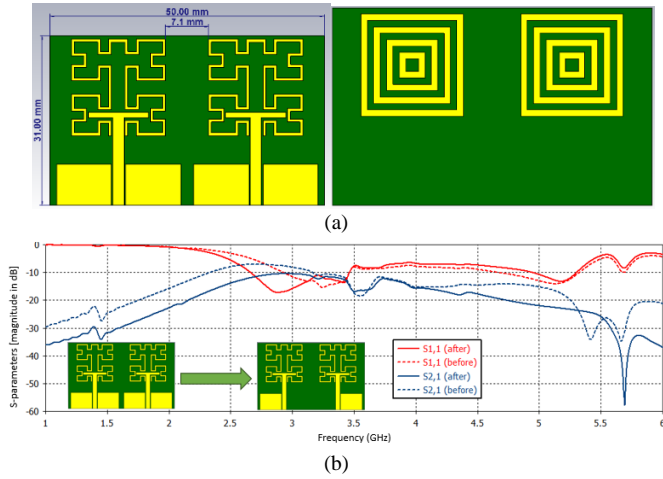 50.00 mm
7.1 mm
31.00 mm
(a)
S-parameters [magnitude in dB]
0
-10
-20
-30
-40
-50
-60
S1,1 (after)
S1,1 (before)
S2,1 (after)
S2,1 (before)
1
1.5
2
2.5
3
3.5
4
4.5
5
5.5
6
Frequency (GHz)
(b)